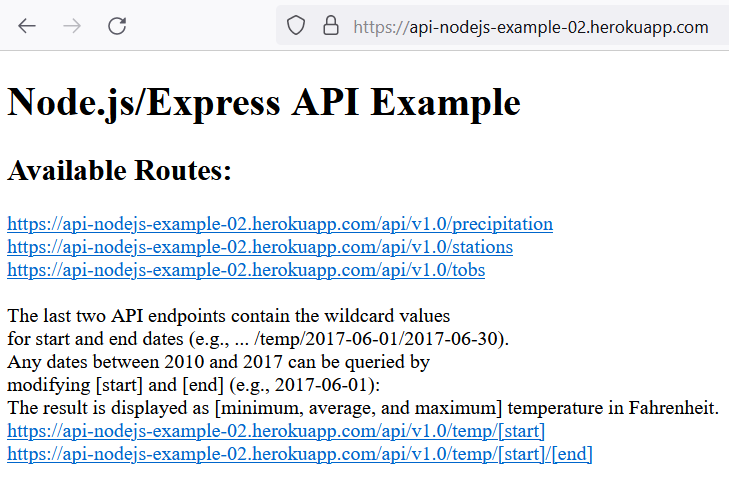 https://api-nodejs-example-02.herokuapp.com
Node.js/Express API Example
Available Routes:
https://api-nodejs-example-02.herokuapp.com/api/v1.0/precipitation
https://api-nodejs-example-02.herokuapp.com/api/v1.0/stations
https://api-nodejs-example-02.herokuapp.com/api/v1.0/tobs
The last two API endpoints contain the wildcard values
for start and end dates (e.g., ... /temp/2017-06-01/2017-06-30).
Any dates between 2010 and 2017 can be queried by
modifying [start] and [end] (e.g., 2017-06-01):
The result is displayed as [minimum, average, and maximum] temperature in Fahrenheit.
https://api-nodejs-example-02.herokuapp.com/api/v1.0/temp/[start]
https://api-nodejs-example-02.herokuapp.com/api/v1.0/temp/[start]/[end]